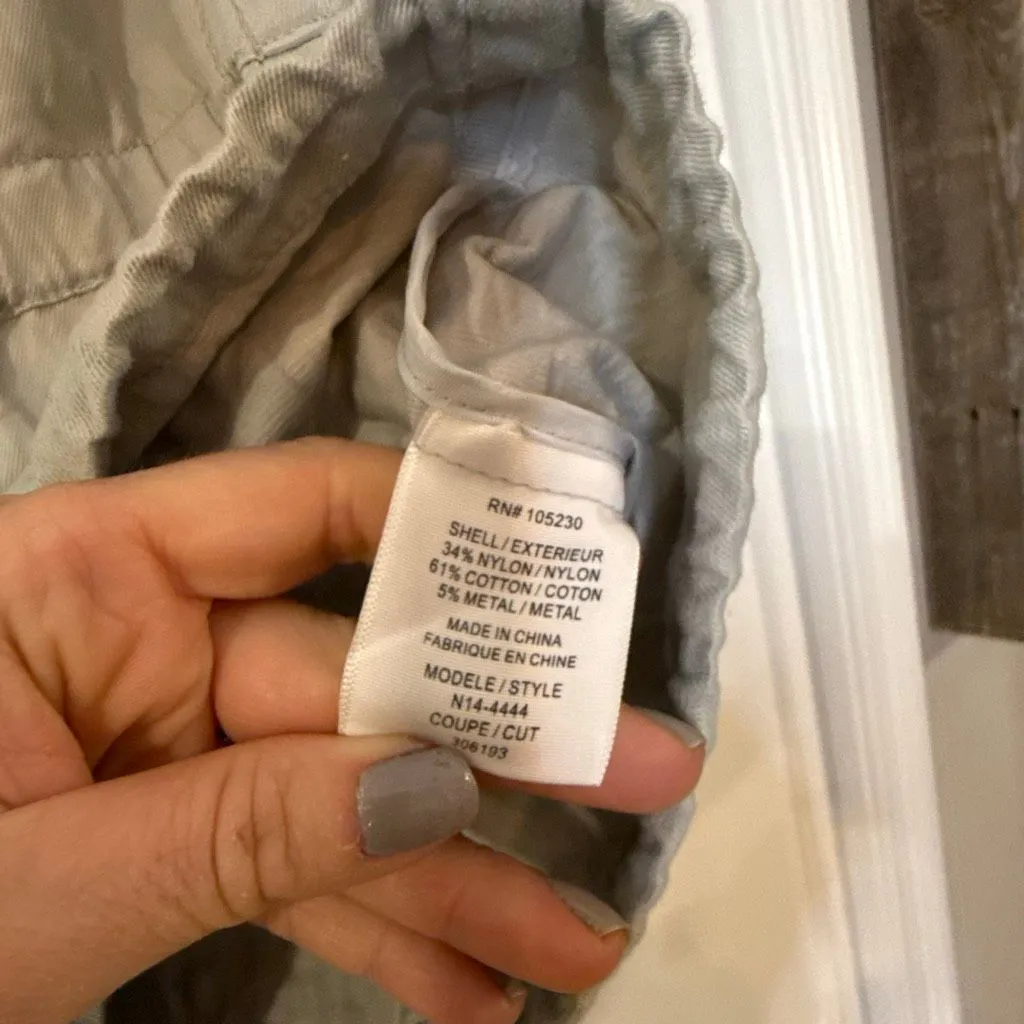 RN# 105230
SHELL / EXTERIEUR
34% NYLON / NYLON
61% COTTON / COTON
5% METAL / METAL
MADE IN CHINA
FABRIQUE EN CHINE
MODELE / STYLE
N14-4444
COUPE / CUT
306193